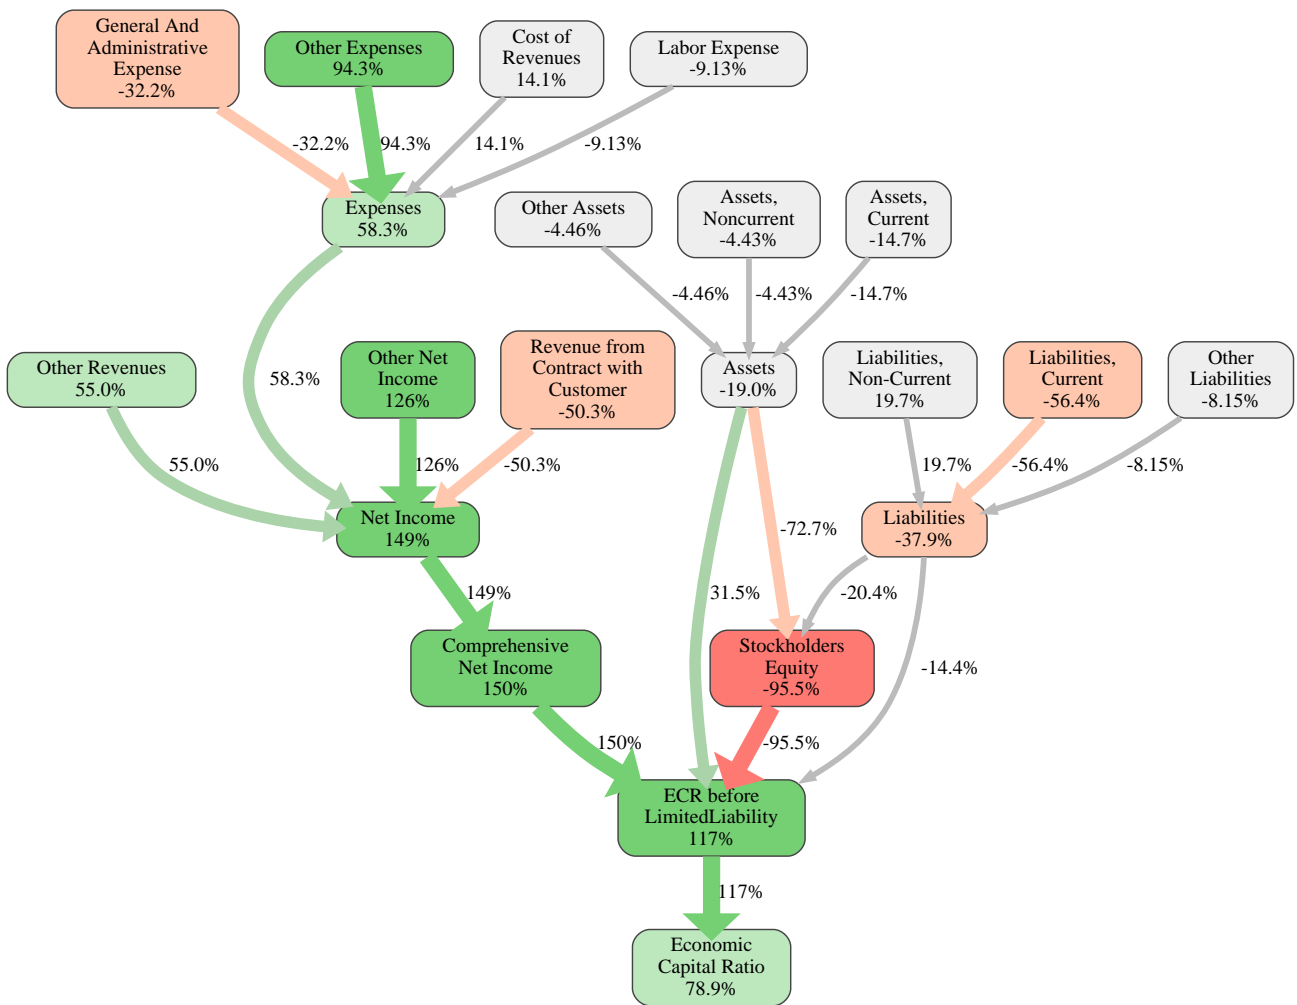 General And
Administrative
Expense
-32.2%
Other Expenses
94.3%
Cost of
Revenues
14.1%
Labor Expense
-9.13%
-32.2%
94.3%
14.1%
-9.13%
Expenses
58.3%
Other Assets
-4.46%
Assets,
Noncurrent
-4.43%
Assets,
Current
-14.7%
-4.46%
-4.43%
-14.7%
Other Revenues
55.0%
58.3%
Other Net
Income
126%
Revenue from
Contract with
Customer
-50.3%
Assets
-19.0%
Liabilities,
Non-Current
19.7%
Liabilities,
Current
-56.4%
Other
Liabilities
-8.15%
55.0%
126%
-50.3%
19.7%
-56.4%
-8.15%
Net Income
149%
-72.7%
Liabilities
-37.9%
149%
31.5%
-20.4%
Comprehensive
Net Income
150%
Stockholders
Equity
-95.5%
-14.4%
150%
-95.5%
ECR before
LimitedLiability
117%
117%
Economic
Capital Ratio
78.9%